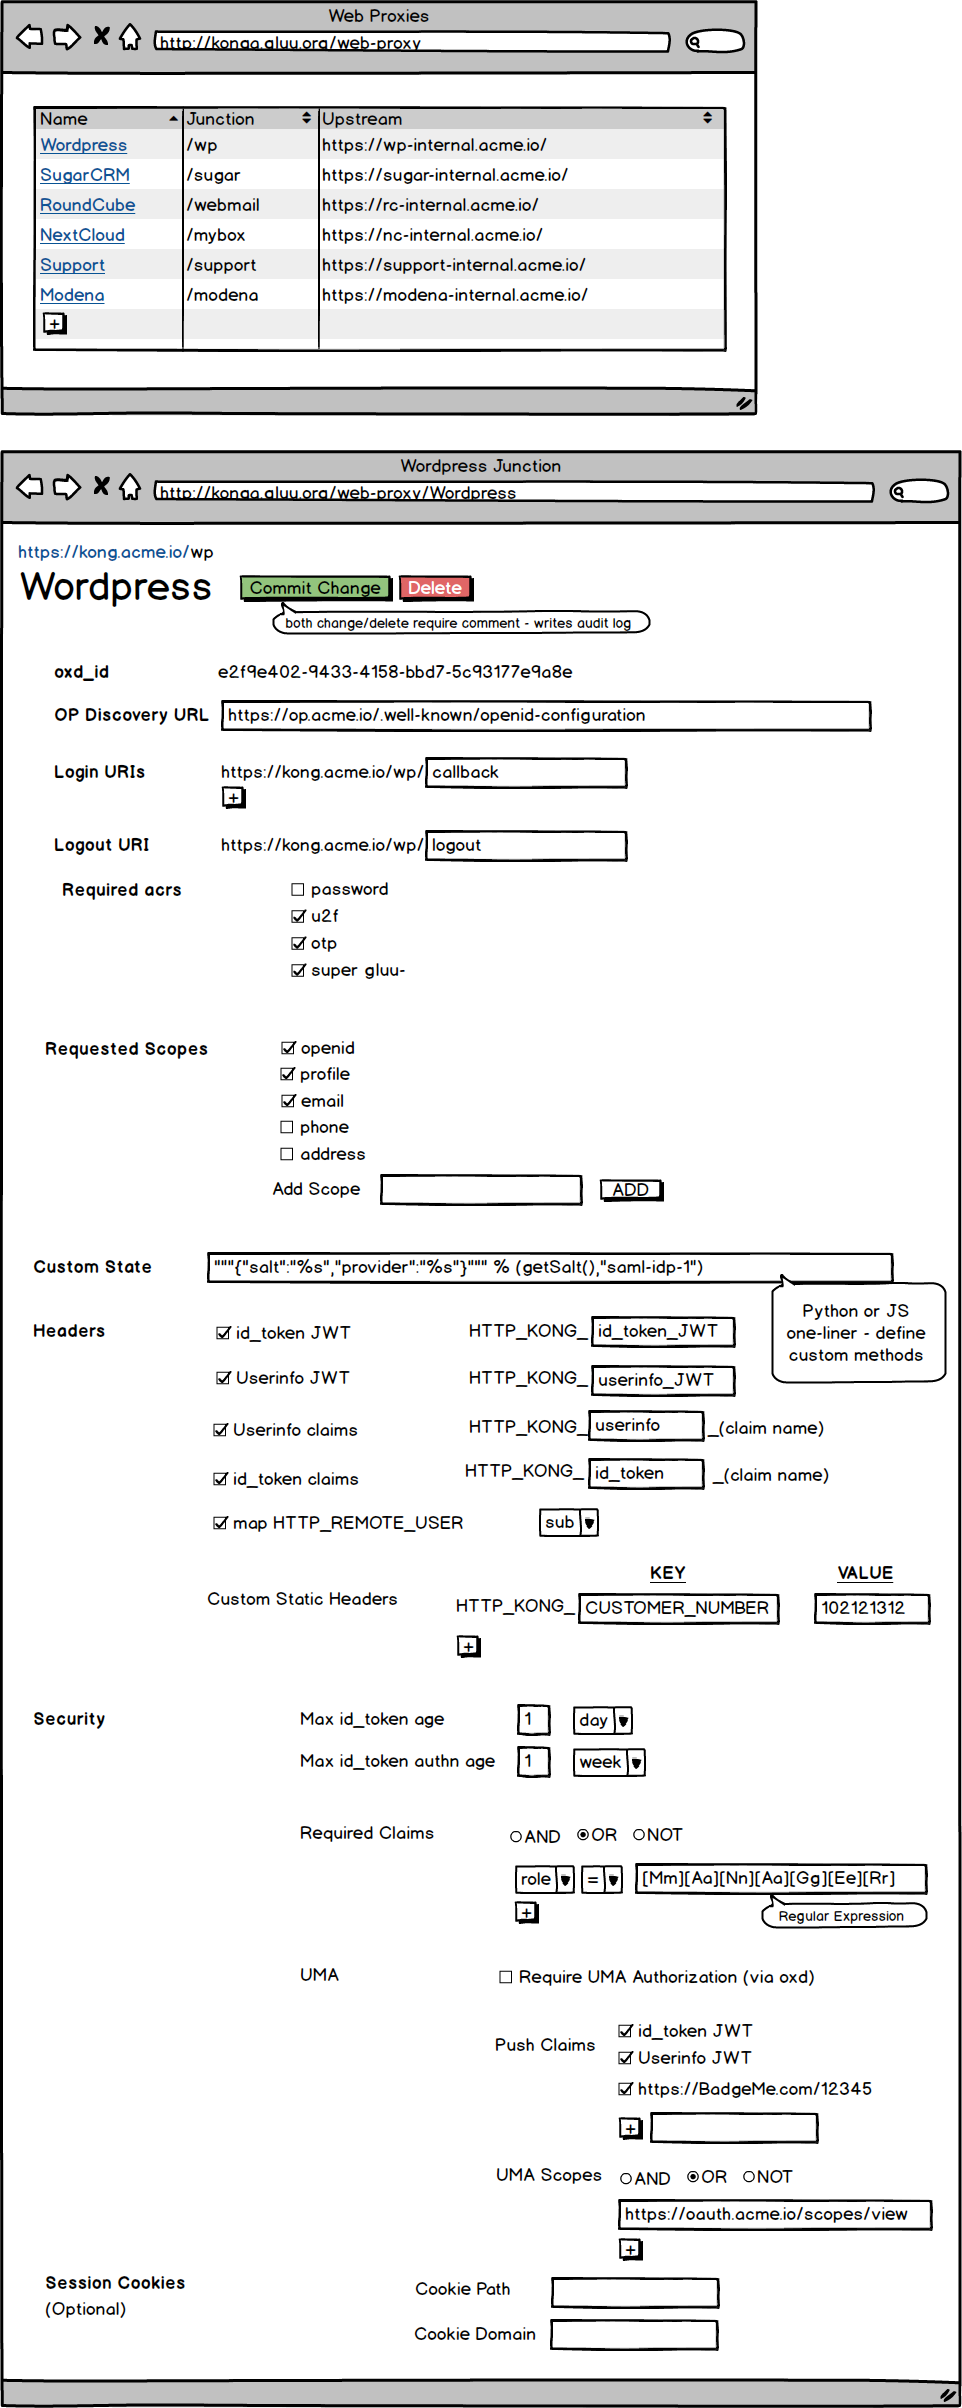 Web Proxies
http://konga.gluu.org/web-proxy
Name Junction Upstream
Wordpress /wp https://wp-internal.acme.io/
SugarCRM /sugar https://sugar-internal.acme.io/
RoundCube /webmail https://rc-internal.acme.io/
NextCloud /mybox https://nc-internal.acme.io/
Support /support https://support-internal.acme.io/
Modena /modena https://modena-internal.acme.io/
+
Wordpress Junction
http://konga.gluu.org/web-proxy/Wordpress
https://kong.acme.io/wp
Wordpress Commit Change Delete
both change/delete require comment - writes audit log
oxd_id e2f9e402-9433-4158-bbd7-5c93177e9a8e
OP Discovery URL https://op.acme.io/.well-known/openid-configuration
Login URIs https://kong.acme.io/wp/ callback
+
Logout URI https://kong.acme.io/wp/ logout
Required acrs password
u2f
otp
super gluu-
Requested Scopes openid
profile
email
phone
address
Add Scope ADD
Custom State """{"salt":"%s","provider":"%s"}""" % (getSalt(),"saml-idp-1")
Python or JS
one-liner - define
custom methods
Headers id_token JWT HTTP_KONG_ id_token_JWT
Userinfo JWT HTTP_KONG_ userinfo_JWT
Userinfo claims HTTP_KONG_ userinfo _(claim name)
id_token claims HTTP_KONG_ id_token _(claim name)
map HTTP_REMOTE_USER sub
KEY VALUE
Custom Static Headers HTTP_KONG_ CUSTOMER_NUMBER 102121312
+
Security Max id_token age 1 day
Max id_token authn age 1 week
Required Claims AND OR NOT
role = [Mm][Aa][Nn][Aa][Gg][Ee][Rr]
+
Regular Expression
UMA Require UMA Authorization (via oxd)
Push Claims id_token JWT
Userinfo JWT
https://BadgeMe.com/12345
+
UMA Scopes AND OR NOT
https://oauth.acme.io/scopes/view
+
Session Cookies Cookie Path
(Optional)
Cookie Domain